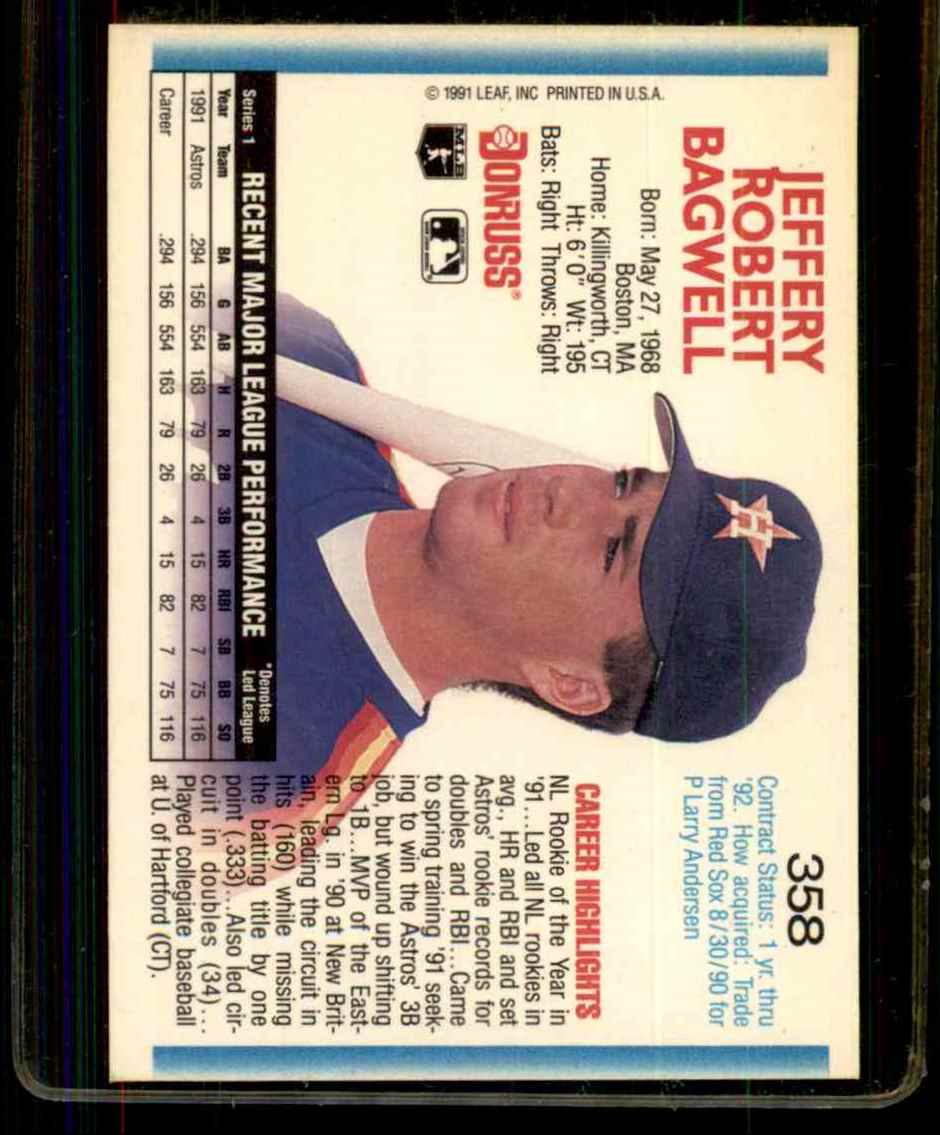 JEFFERY
ROBERT
BAGWELL
Born: May 27, 1968
Boston, MA
Home: Killingworth, CT
Ht: 6'0" Wt: 195
Bats: Right Throws: Right
DONRUSS®
MLB
© 1991 LEAF, INC PRINTED IN U.S.A.
H
358
Contract Status: 1 yr. thru
'92. How acquired: Trade
from Red Sox 8/30/90 for
P Larry Andersen
CAREER HIGHLIGHTS
NL Rookie of the Year in
'91...Led all NL rookies in
avg., HR and RBI and set
Astros' rookie records for
doubles and RBI...Came
to spring training '91 seek-
ing to win the Astros' 3B
job, but wound up shifting
to 1B...MVP of the East-
ern Lg. in '90 at New Brit-
ain, leading the circuit in
hits (160) while missing
the batting title by one
point (.333)...Also led cir-
cuit in doubles (34)...
Played collegiate baseball
at U. of Hartford (CT).
Series 1 RECENT MAJOR LEAGUE PERFORMANCE *Denotes
Led League
Year Team BA G AB H R 2B 3B HR RBI SB BB SO
1991 Astros .294 156 554 163 79 26 4 15 82 7 75 116
Career .294 156 554 163 79 26 4 15 82 7 75 116